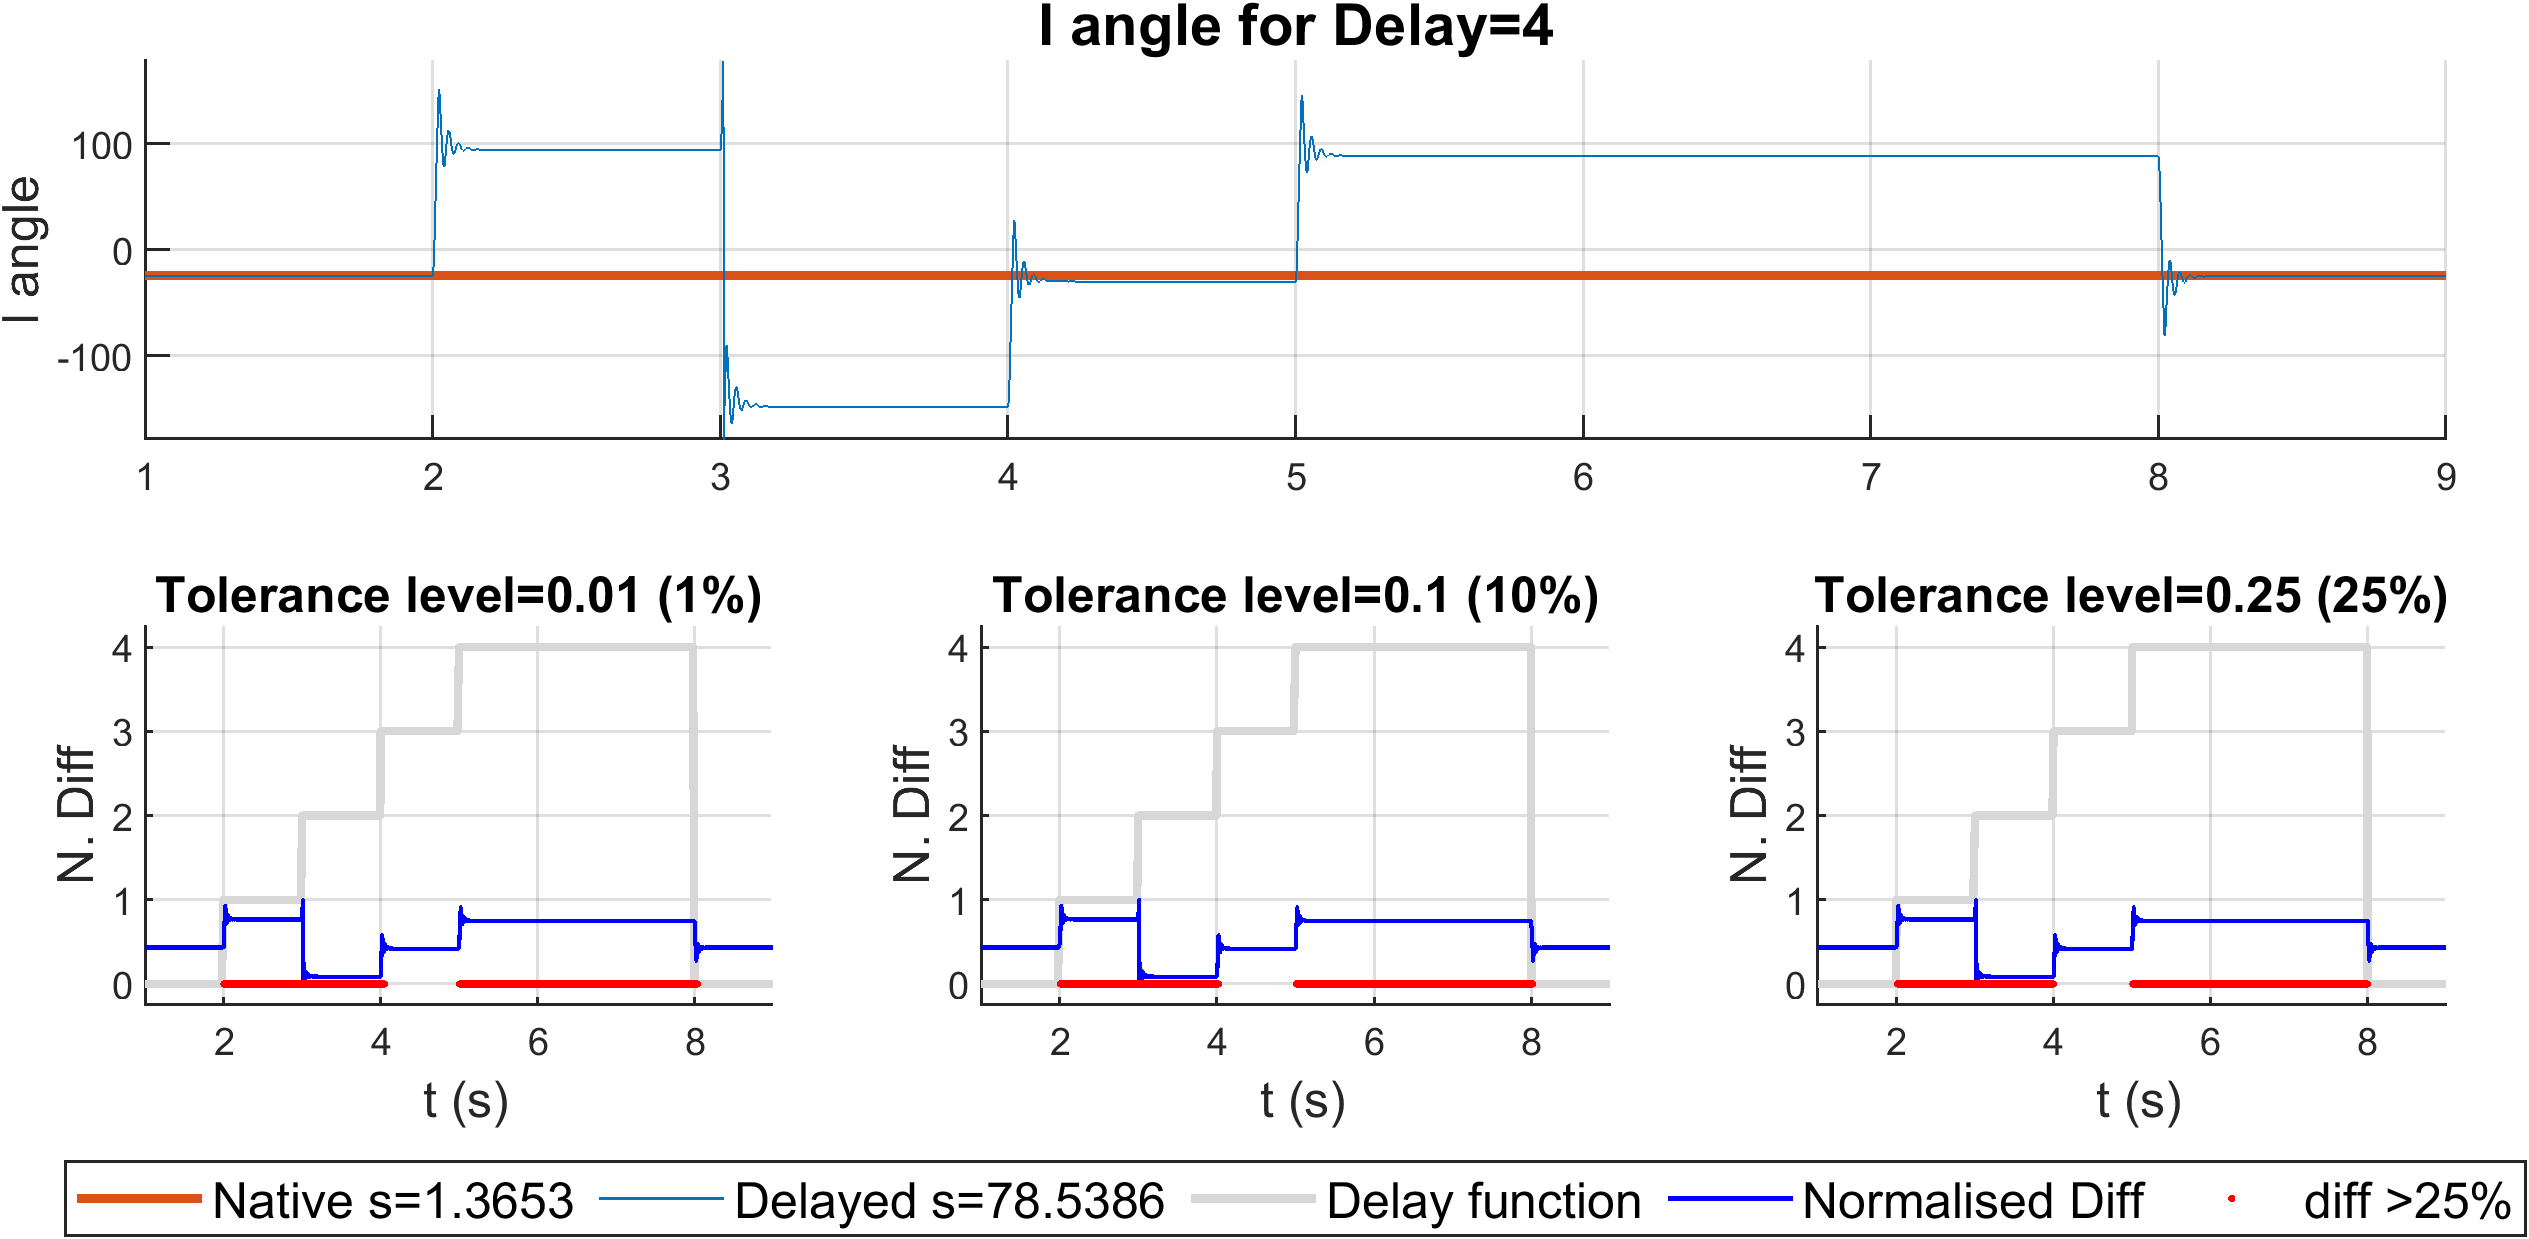 I angle for Delay=4
I angle
100
0
-100
1 2 3 4 5 6 7 8 9
Tolerance level=0.01 (1%)
N. Diff
4
3
2
1
0
2 4 6 8
t (s)
Tolerance level=0.1 (10%)
N. Diff
4
3
2
1
0
2 4 6 8
t (s)
Tolerance level=0.25 (25%)
N. Diff
4
3
2
1
0
2 4 6 8
t (s)
Native s=1.3653 Delayed s=78.5386 Delay function Normalised Diff diff >25%